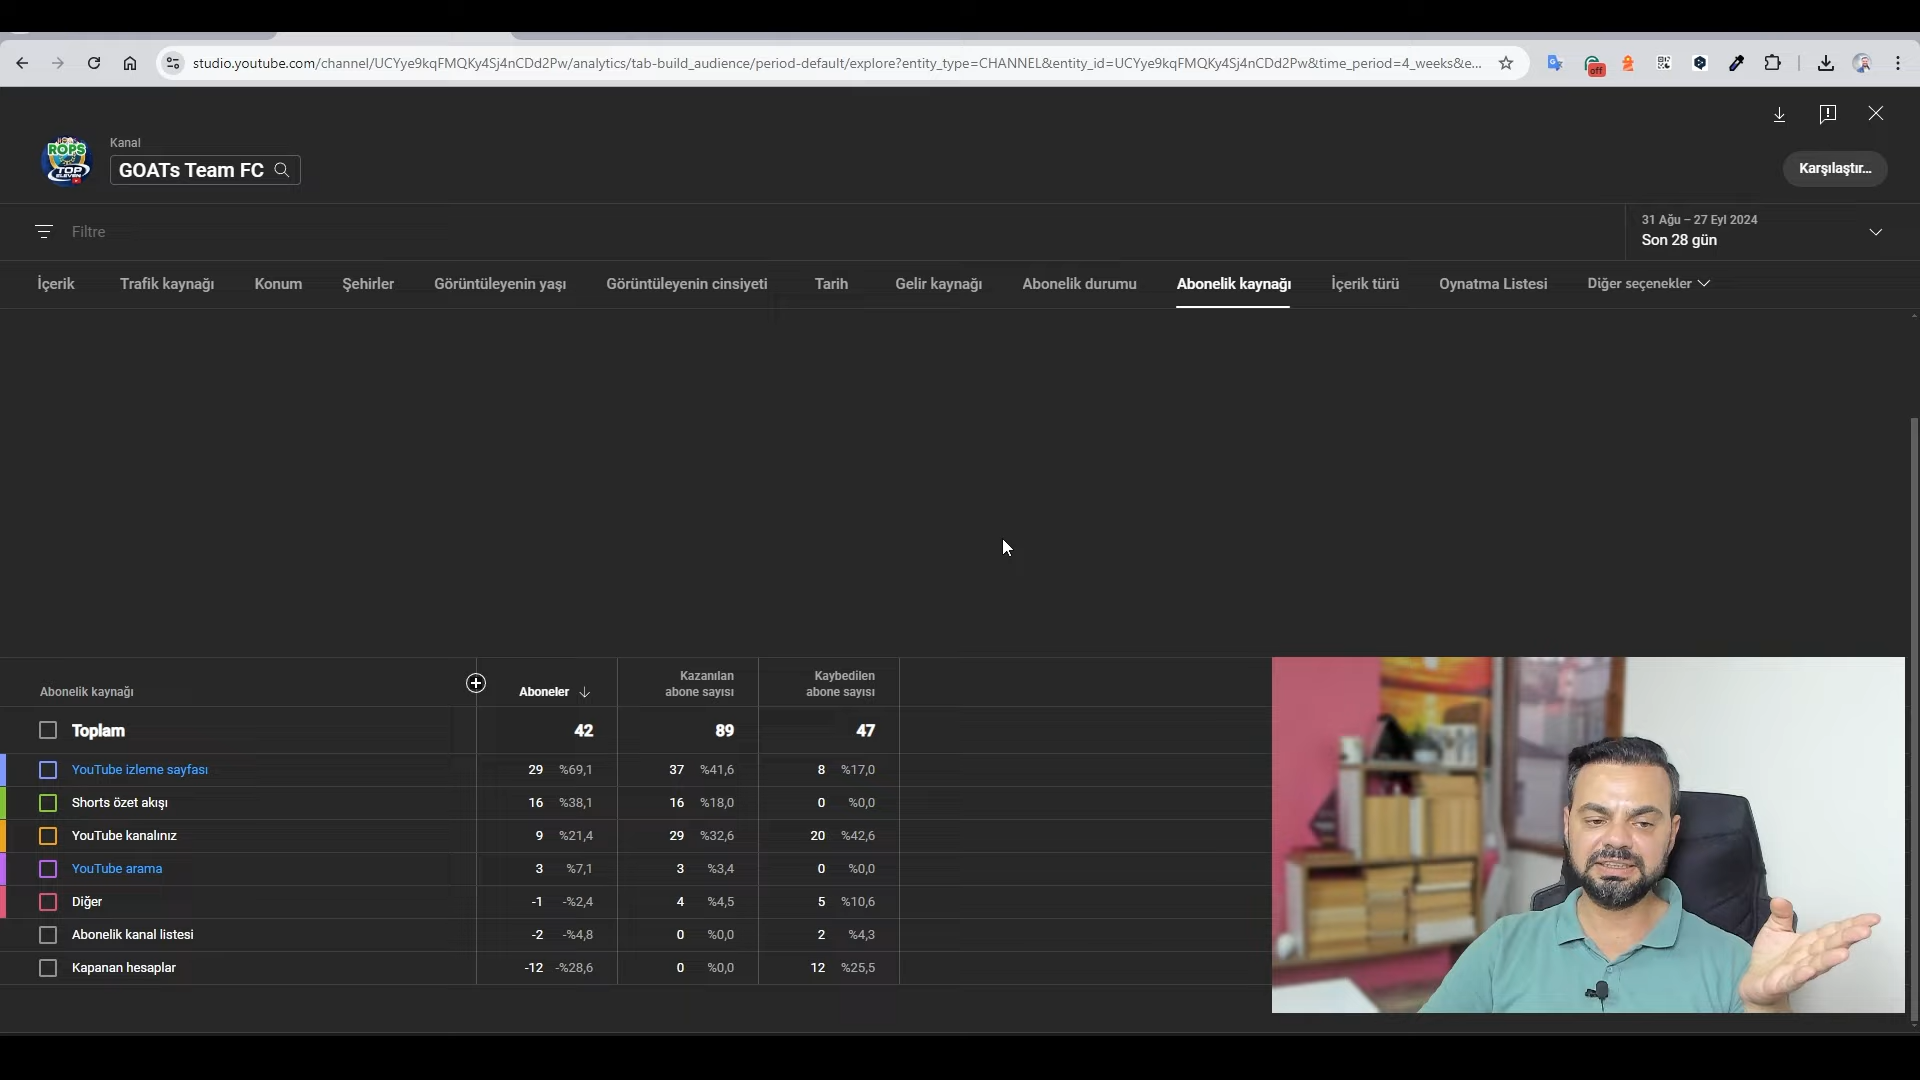 studio.youtube.com/channel/UCYye9kqFMQKy4Sj4nCDd2Pw/analytics/tab-build_audience/period-default/explore?entity_type=CHANNEL&entity_id=UCYye9kqFMQKy4Sj4nCDd2Pw&time_period=4_weeks&e...
off
ROPS
TOP
ELEVEN
Kanal
GOATs Team FC
Karşılaştır...
Filtre
31 Ağu – 27 Eyl 2024
Son 28 gün
İçerik Trafik kaynağı Konum Şehirler Görüntüleyenin yaşı Görüntüleyenin cinsiyeti Tarih Gelir kaynağı Abonelik durumu Abonelik kaynağı İçerik türü Oynatma Listesi Diğer seçenekler
Abonelik kaynağı Aboneler Kazanılan abone sayısı Kaybedilen abone sayısı
Toplam 42 89 47
YouTube izleme sayfası 29 %69,1 37 %41,6 8 %17,0
Shorts özet akışı 16 %38,1 16 %18,0 0 %0,0
YouTube kanalınız 9 %21,4 29 %32,6 20 %42,6
YouTube arama 3 %7,1 3 %3,4 0 %0,0
Diğer -1 -%2,4 4 %4,5 5 %10,6
Abonelik kanal listesi -2 -%4,8 0 %0,0 2 %4,3
Kapanan hesaplar -12 -%28,6 0 %0,0 12 %25,5